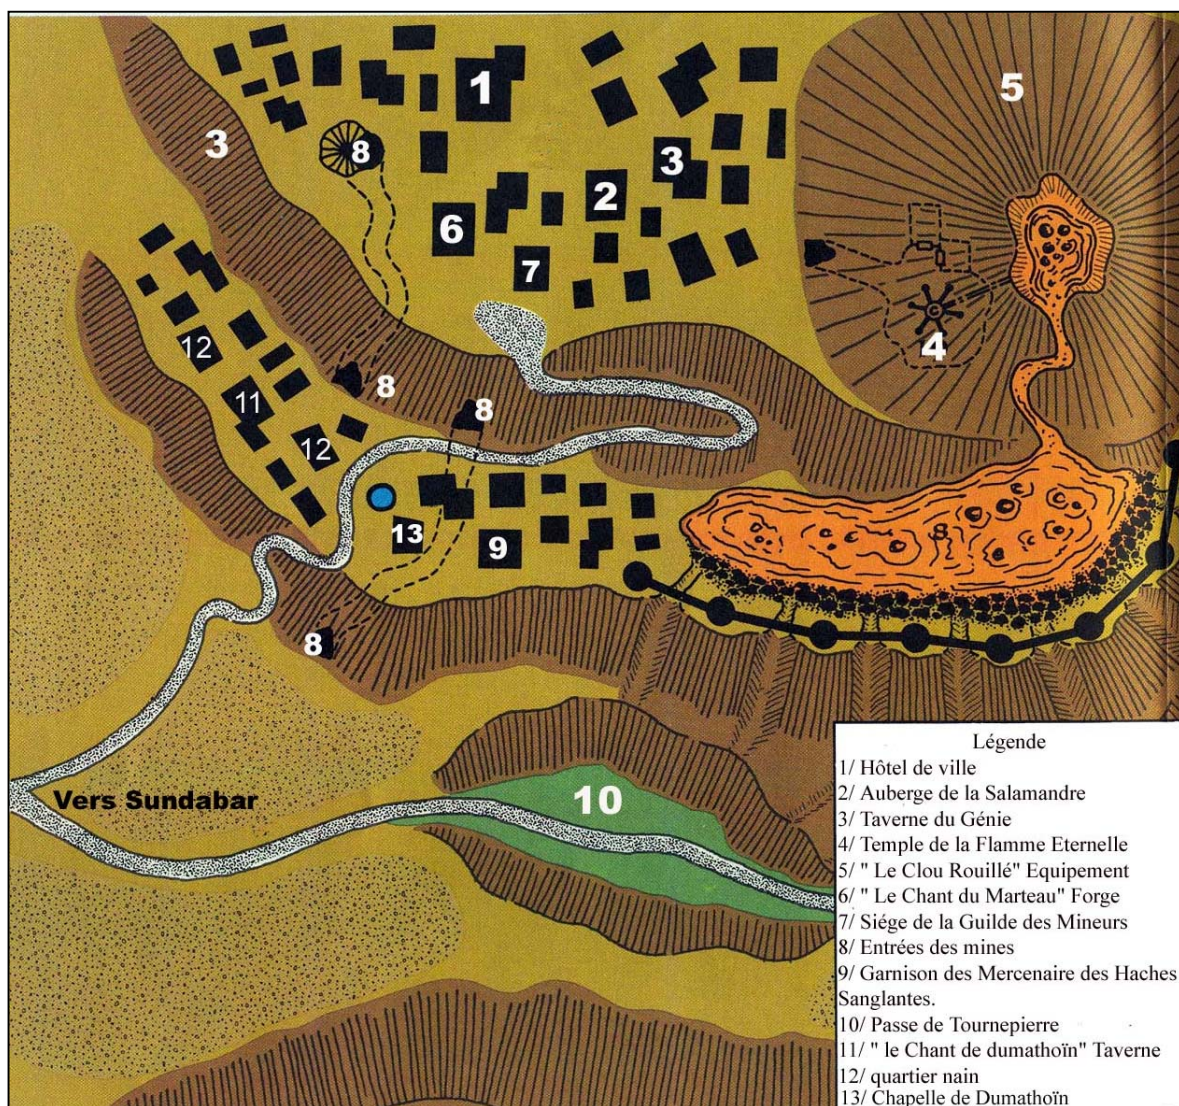 1
5
3
8
3
2
6
7
4
12
8
11
8
12
13
9
8
S
Vers Sundabar
10
Légende
1/ Hôtel de ville
2/ Auberge de la Salamandre
3/ Taverne du Génie
4/ Temple de la Flamme Eternelle
5/ " Le Clou Rouillé" Equipement
6/ " Le Chant du Marteau" Forge
7/ Siége de la Guilde des Mineurs
8/ Entrées des mines
9/ Garnison des Mercenaire des Haches
Sanglantes.
10/ Passe de Tournepierre
11/ " le Chant de dumathoïn" Taverne
12/ quartier nain
13/ Chapelle de Dumathoïn